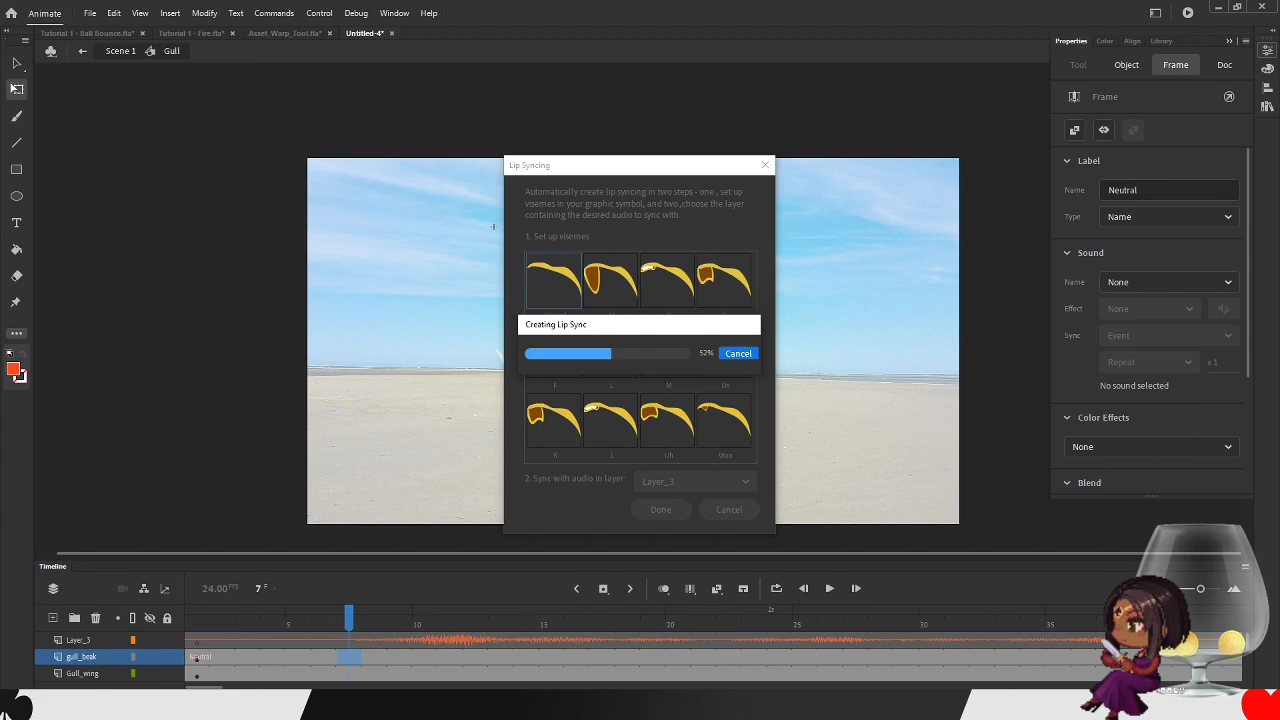 Animate File Edit View Insert Modify Text Commands Control Debug Window Help
Tutorial 1 - Ball Bounce.fla* Tutorial 1 - Fire.fla* Asset_Warp_Tool.fla* Untitled-4*
Scene 1 Gull
Properties Color Align Library
Tool Object Frame Doc
Frame
Label
Name Neutral
Type Name
Sound
Name None
Effect None
Sync Event
Repeat x 1
No sound selected
Color Effects
None
Blend
Lip Syncing
Automatically create lip syncing in two steps - one , set up
visemes in your graphic symbol, and two ,choose the layer
containing the desired audio to sync with.
1. Set up visemes
Creating Lip Sync
52% Cancel
F L M Oh
R S Uh Woo
2. Sync with audio in layer: Layer_3
Done Cancel
Timeline
24.00 FPS 7 F
2s
5 10 15 20 25 30 35
Layer_3
gull_beak Neutral
Gull_wing